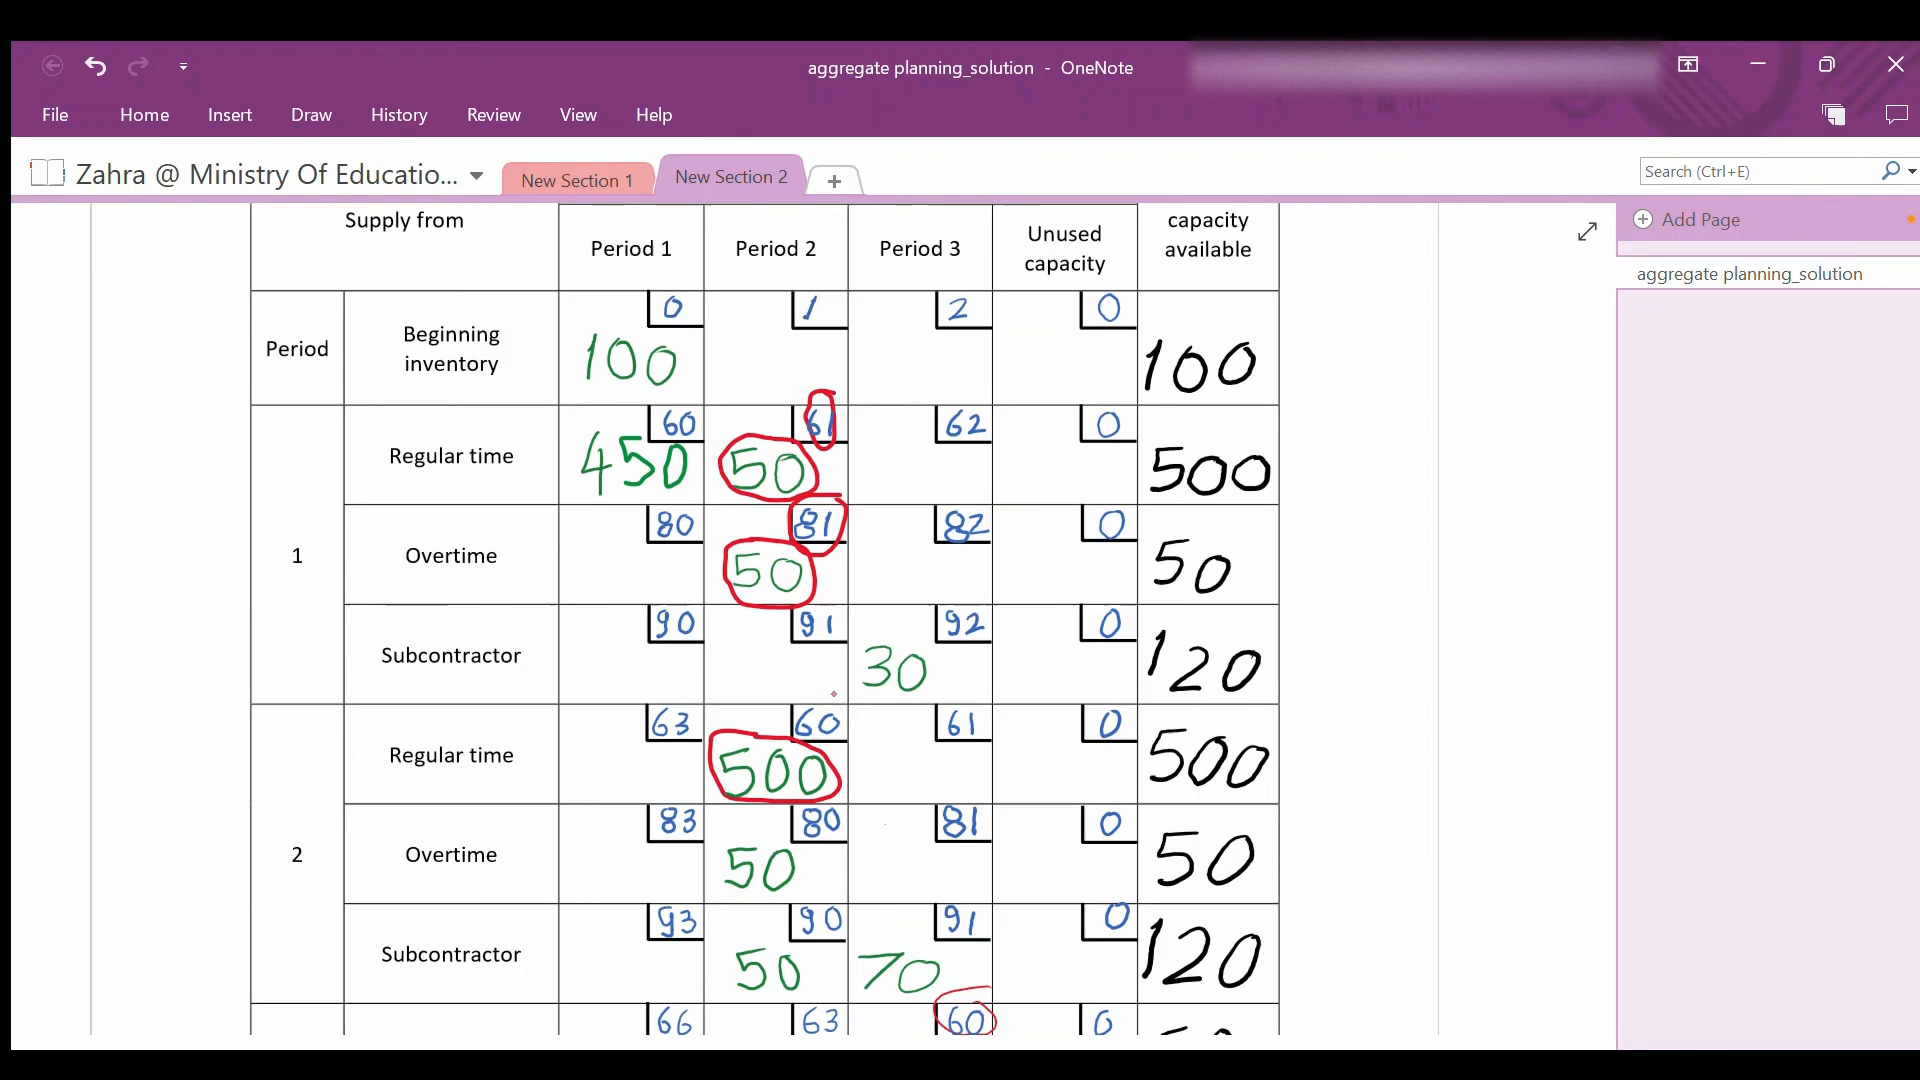 aggregate planning_solution - OneNote
File Home Insert Draw History Review View Help
Zahra @ Ministry Of Educatio...
New Section 1
New Section 2
Search (Ctrl+E)
Add Page
aggregate planning_solution
Supply from
Period 1
Period 2
Period 3
Unused
capacity
capacity
available
Period
Beginning
inventory
0 1 2 0
100 100
Regular time
60 61 62 0
450 50 500
1
Overtime
80 81 82 0
50 50
Subcontractor
90 91 92 0
30 120
Regular time
63 60 61 0
500 500
2
Overtime
83 80 81 0
50 50
Subcontractor
93 90 91 0
50 70 120
66 63 60 0